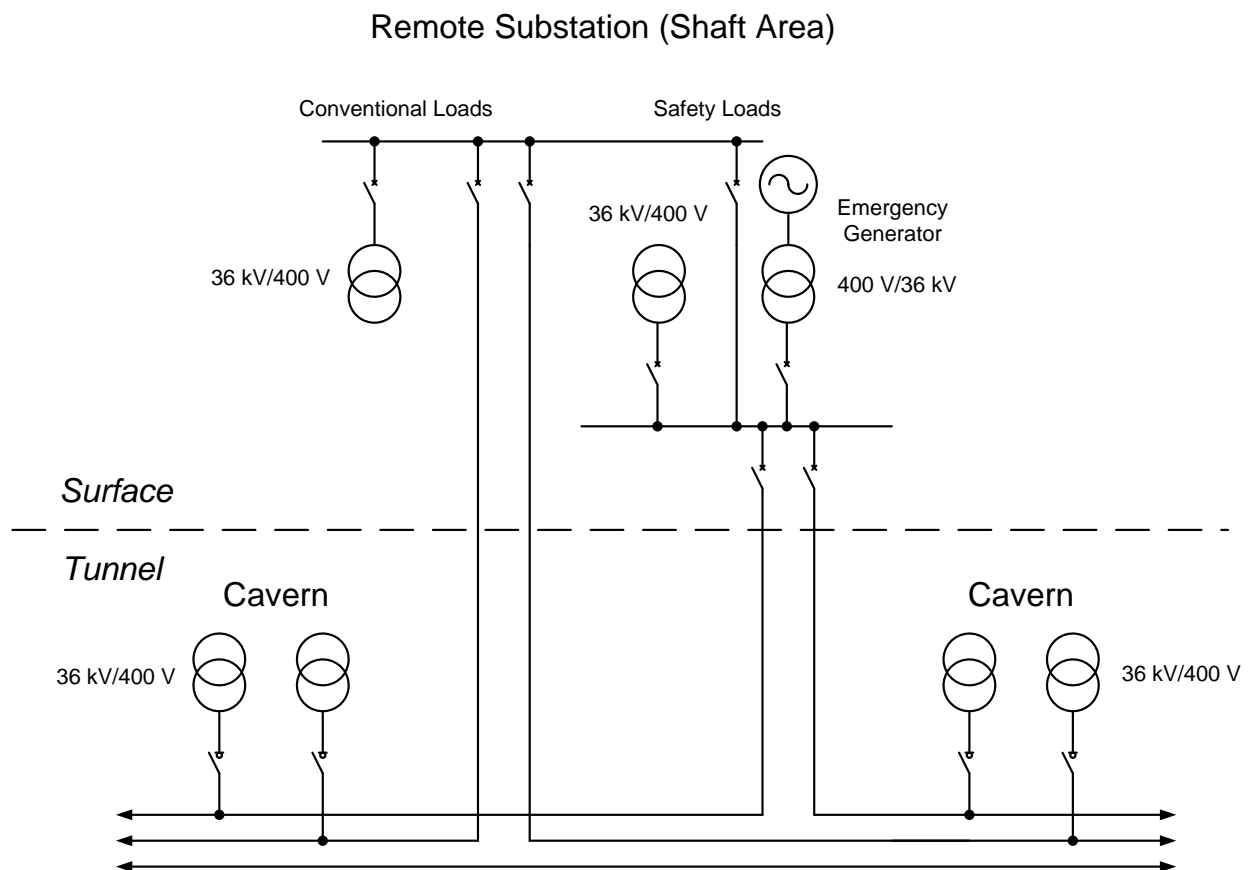 Remote Substation (Shaft Area)
Conventional Loads
Safety Loads
36 kV/400 V
Emergency
Generator
36 kV/400 V
400 V/36 kV
Surface
Tunnel
Cavern
Cavern
36 kV/400 V
36 kV/400 V